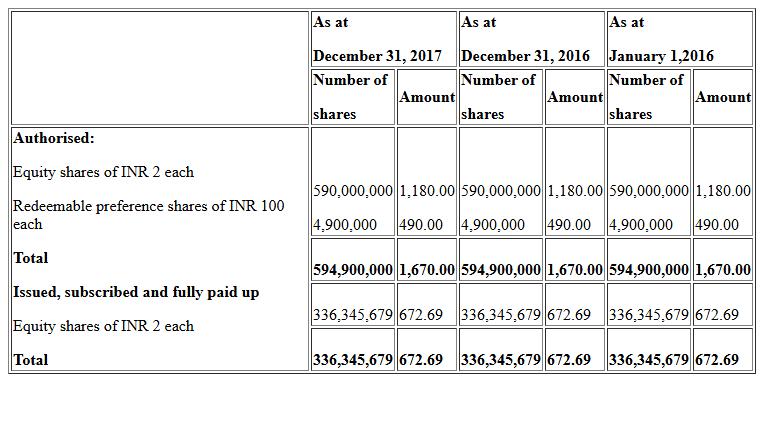 As at As at As at
December 31, 2017 December 31, 2016 January 1,2016
Number of shares Amount Number of shares Amount Number of shares Amount
Authorised:
Equity shares of INR 2 each 590,000,000 1,180.00 590,000,000 1,180.00 590,000,000 1,180.00
Redeemable preference shares of INR 100
each 4,900,000 490.00 4,900,000 490.00 4,900,000 490.00
Total 594,900,000 1,670.00 594,900,000 1,670.00 594,900,000 1,670.00
Issued, subscribed and fully paid up
Equity shares of INR 2 each 336,345,679 672.69 336,345,679 672.69 336,345,679 672.69
Total 336,345,679 672.69 336,345,679 672.69 336,345,679 672.69